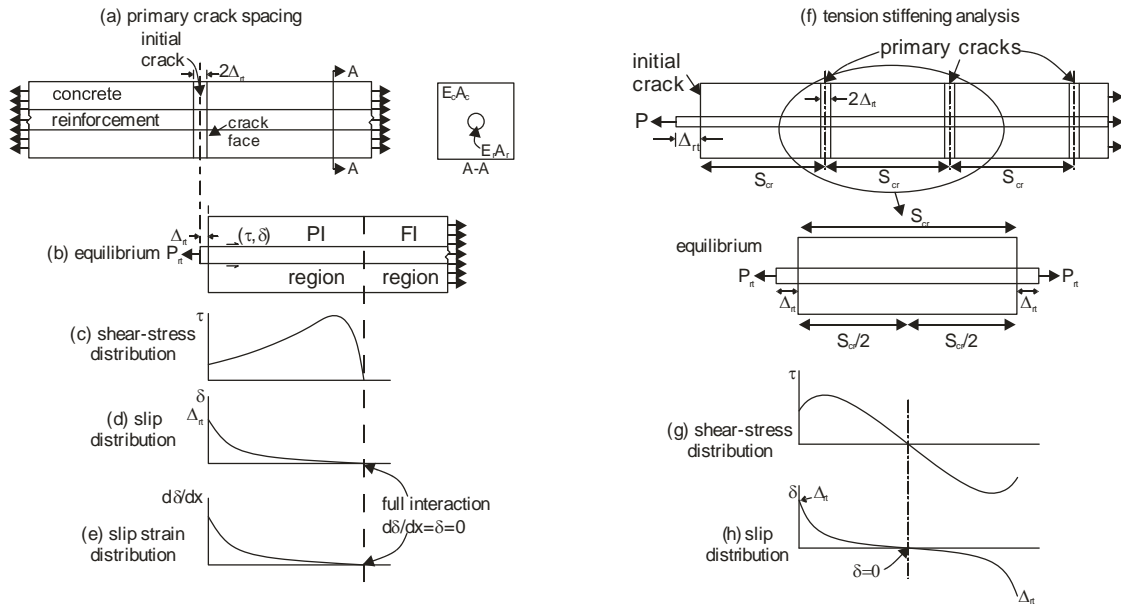 (a) primary crack spacing
initial
crack
2Δrt
A
concrete
reinforcement
crack
face
A
EcAc
ErAr
A-A
Δrt
(τ, δ)
PI
FI
(b) equilibrium
Prt
region
region
τ
(c) shear-stress
distribution
δ
Δrt
(d) slip
distribution
dδ/dx
(e) slip strain
distribution
full interaction
dδ/dx=δ=0
(f) tension stiffening analysis
initial
crack
primary cracks
2Δrt
P
Δrt
Scr
Scr
Scr
Scr
equilibrium
Prt
Prt
Δrt
Δrt
Scr/2
Scr/2
τ
(g) shear-stress
distribution
δ
Δrt
(h) slip
distribution
δ=0
Δrt